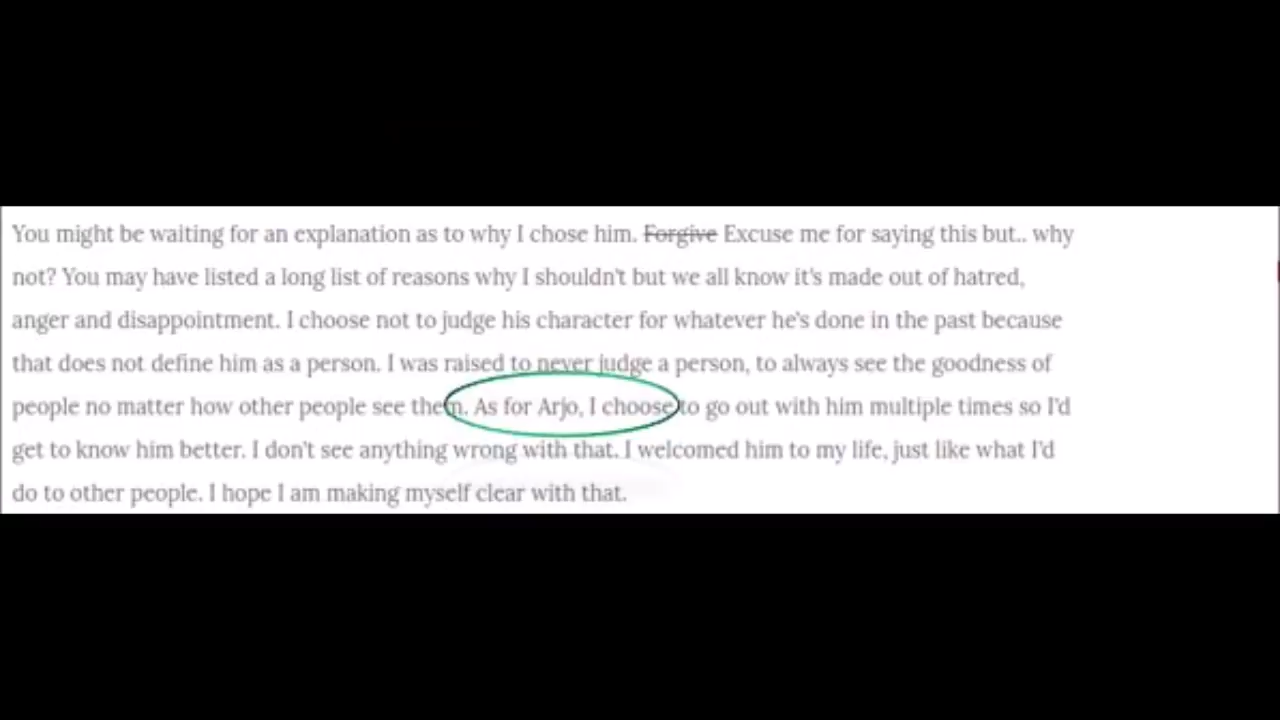 You might be waiting for an explanation as to why I chose him. Forgive Excuse me for saying this but.. why
not? You may have listed a long list of reasons why I shouldn't but we all know it's made out of hatred,
anger and disappointment. I choose not to judge his character for whatever he's done in the past because
that does not define him as a person. I was raised to never judge a person, to always see the goodness of
people no matter how other people see them. As for Arjo, I choose to go out with him multiple times so I'd
get to know him better. I don't see anything wrong with that. I welcomed him to my life, just like what I'd
do to other people. I hope I am making myself clear with that.